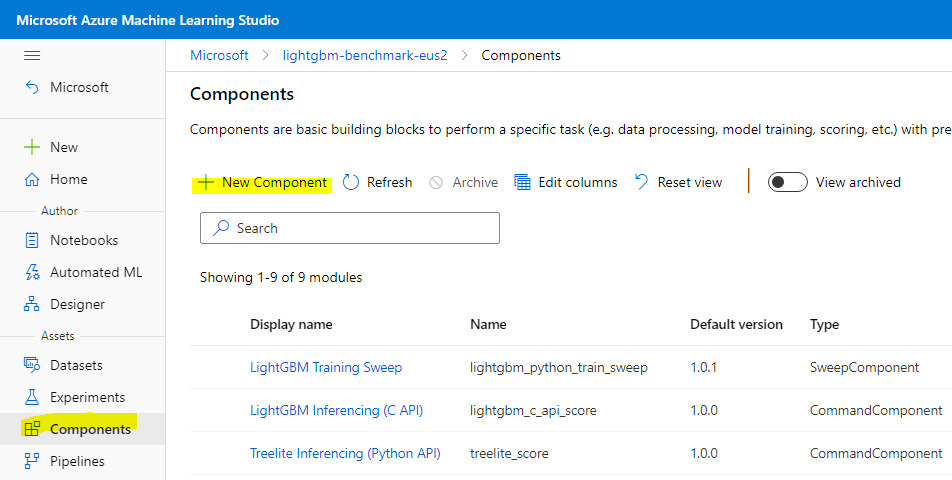 Microsoft Azure Machine Learning Studio
Microsoft > lightgbm-benchmark-eus2 > Components
Microsoft
New
Home
Author
Notebooks
Automated ML
Designer
Assets
Datasets
Experiments
Components
Pipelines
Components
Components are basic building blocks to perform a specific task (e.g. data processing, model training, scoring, etc.) with pre
New Component Refresh Archive Edit columns Reset view View archived
Search
Showing 1-9 of 9 modules
Display name Name Default version Type
LightGBM Training Sweep lightgbm_python_train_sweep 1.0.1 SweepComponent
LightGBM Inferencing (C API) lightgbm_c_api_score 1.0.0 CommandComponent
Treelite Inferencing (Python API) treelite_score 1.0.0 CommandComponent